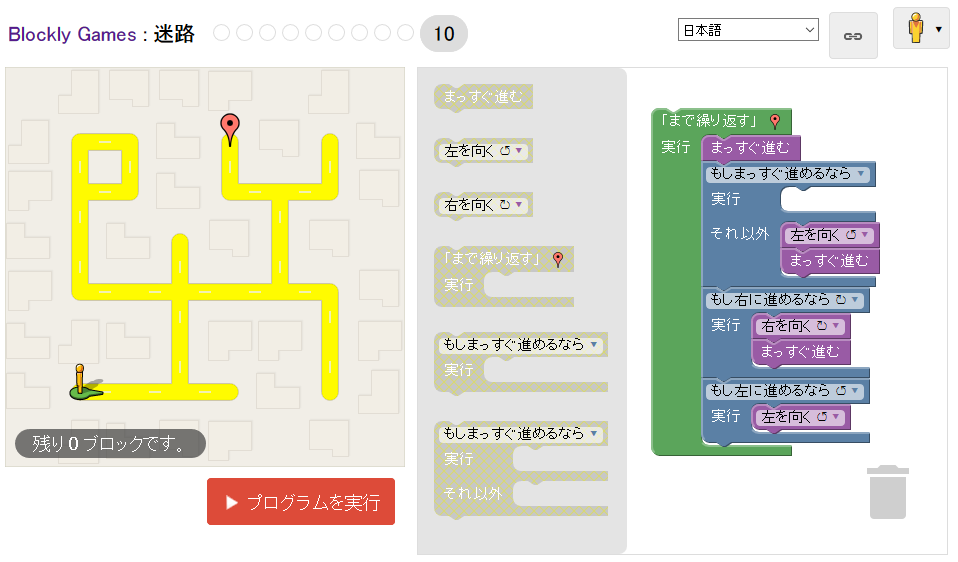 Blockly Games : 迷路
10
日本語
残り 0 ブロックです。
プログラムを実行
まっすぐ進む
左を向く ↺ ▾
右を向く ↻ ▾
「まで繰り返す」
実行
もしまっすぐ進めるなら ▾
実行
もしまっすぐ進めるなら ▾
実行
それ以外
「まで繰り返す」
実行
まっすぐ進む
もしまっすぐ進めるなら ▾
実行
それ以外
左を向く ↺ ▾
まっすぐ進む
もし右に進めるなら ↻ ▾
実行
右を向く ↻ ▾
まっすぐ進む
もし左に進めるなら ↺ ▾
実行
左を向く ↺ ▾